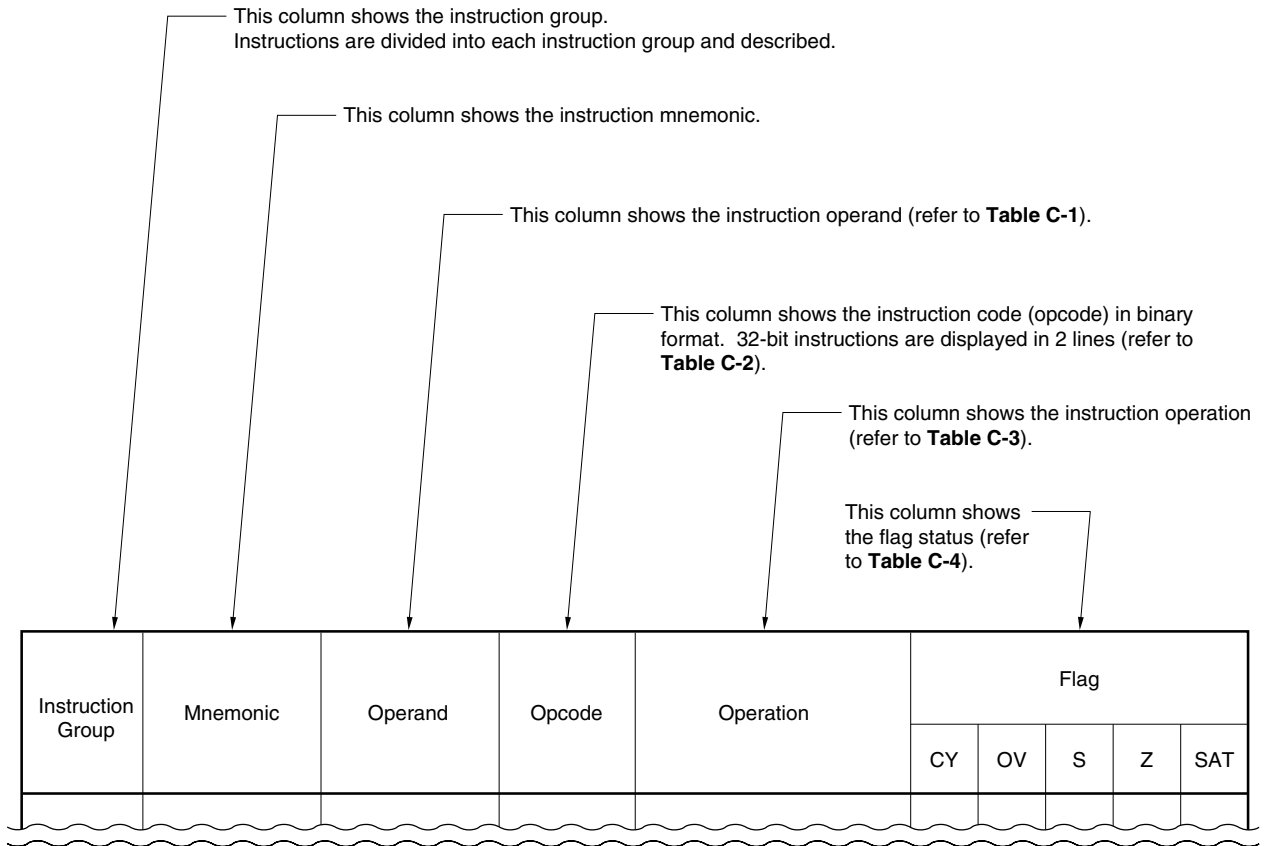 This column shows the instruction group.
Instructions are divided into each instruction group and described.
This column shows the instruction mnemonic.
This column shows the instruction operand (refer to Table C-1).
This column shows the instruction code (opcode) in binary
format.  32-bit instructions are displayed in 2 lines (refer to
Table C-2).
This column shows the instruction operation
(refer to Table C-3).
This column shows
the flag status (refer
to Table C-4).
Instruction
Group
Mnemonic
Operand
Opcode
Operation
Flag
CY
OV
S
Z
SAT